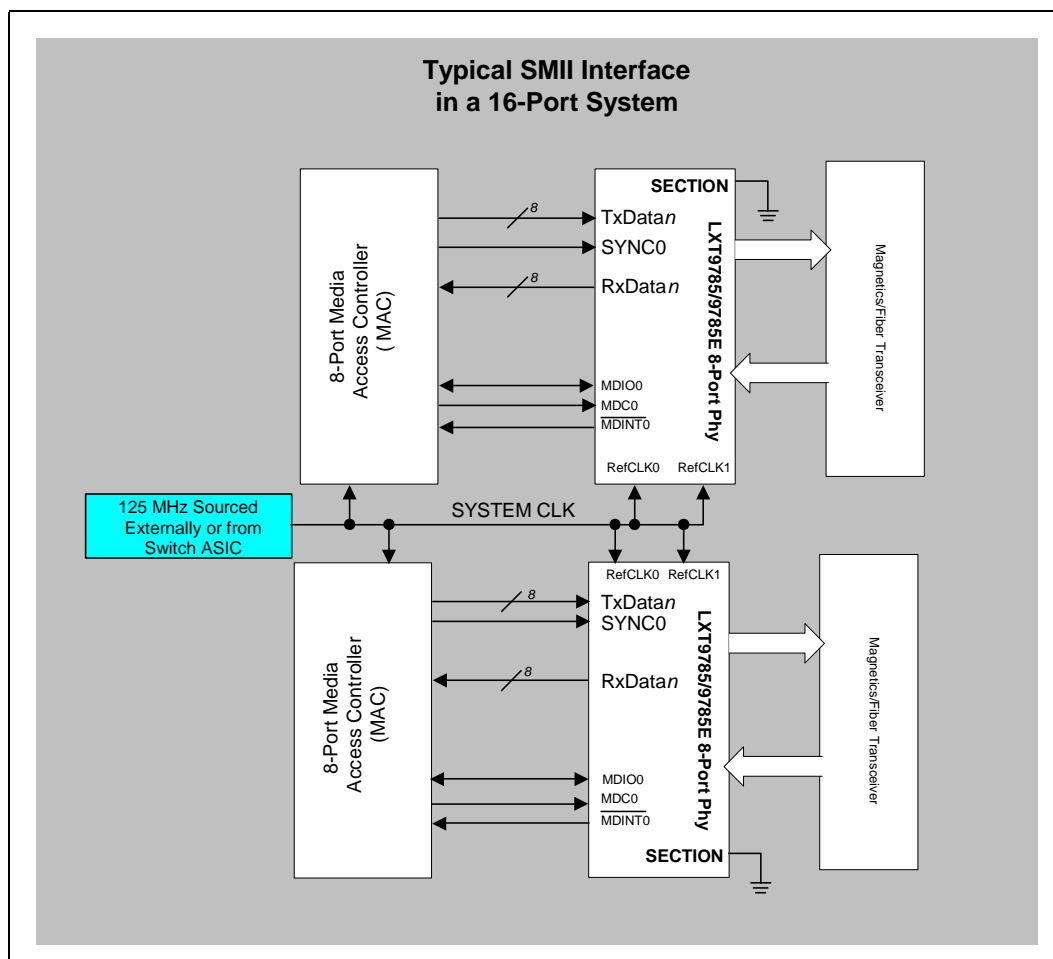 Typical SMII Interface
in a 16-Port System
8-Port Media
Access Controller
( MAC)
8
8
SECTION
TxDatan
SYNC0
RxDatan
MDIO0
MDC0
MDINT0
RefCLK0 RefCLK1
LXT9785/9785E 8-Port Phy
Magnetics/Fiber Transceiver
125 MHz Sourced
Externally or from
Switch ASIC
SYSTEM CLK
8-Port Media
Access Controller
(MAC)
8
8
RefCLK0 RefCLK1
TxDatan
SYNC0
RxDatan
MDIO0
MDC0
MDINT0
SECTION
LXT9785/9785E 8-Port Phy
Magnetics/Fiber Transceiver